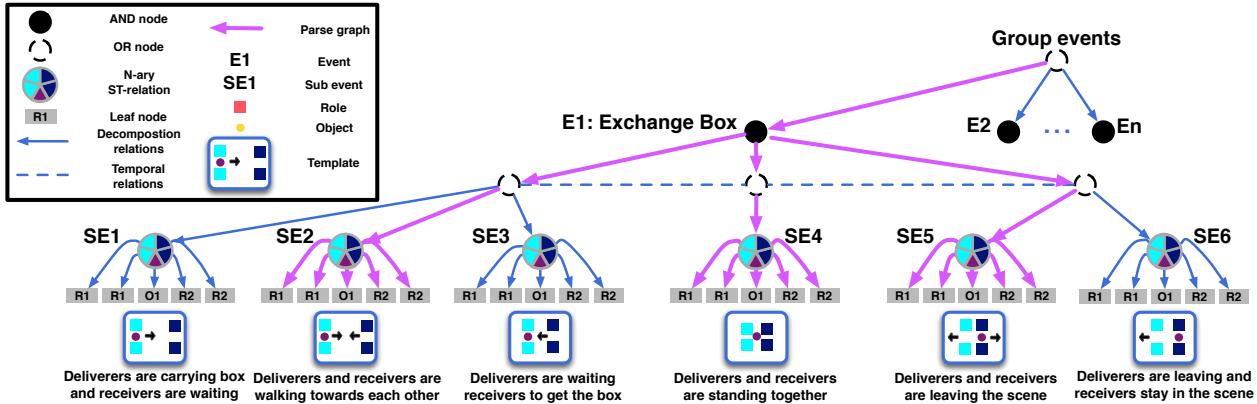 AND node
Parse graph
OR node
E1
Event
N-ary
ST-relation
SE1
Sub event
R1
Leaf node
Role
Decompostion
relations
Object
Temporal
relations
Template
Group events
E1: Exchange Box
E2
...
En
SE1
SE2
SE3
SE4
SE5
SE6
R1 R1 O1 R2 R2
R1 R1 O1 R2 R2
R1 R1 O1 R2 R2
R1 R1 O1 R2 R2
R1 R1 O1 R2 R2
R1 R1 O1 R2 R2
Deliverers are carrying box
and receivers are waiting
Deliverers and receivers are
walking towards each other
Deliverers are waiting
receivers to get the box
Deliverers and receivers
are standing together
Deliverers and receivers
are leaving the scene
Deliverers are leaving and
receivers stay in the scene